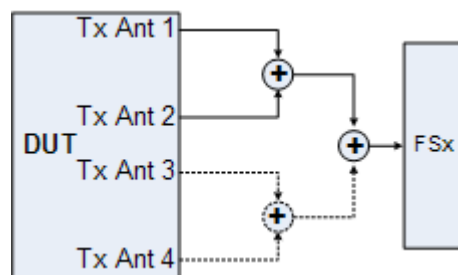 Tx Ant 1
Tx Ant 2
DUT
Tx Ant 3
Tx Ant 4
+
+
+
FSx